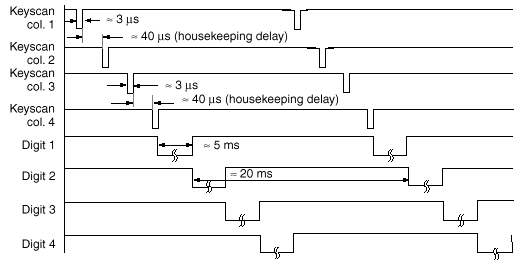 Keyscan
col. 1
≈ 3 μs
≈ 40 μs (housekeeping delay)
Keyscan
col. 2
Keyscan
col. 3
≈ 3 μs
≈ 40 μs (housekeeping delay)
Keyscan
col. 4
Digit 1
≈ 5 ms
Digit 2
≈ 20 ms
Digit 3
Digit 4